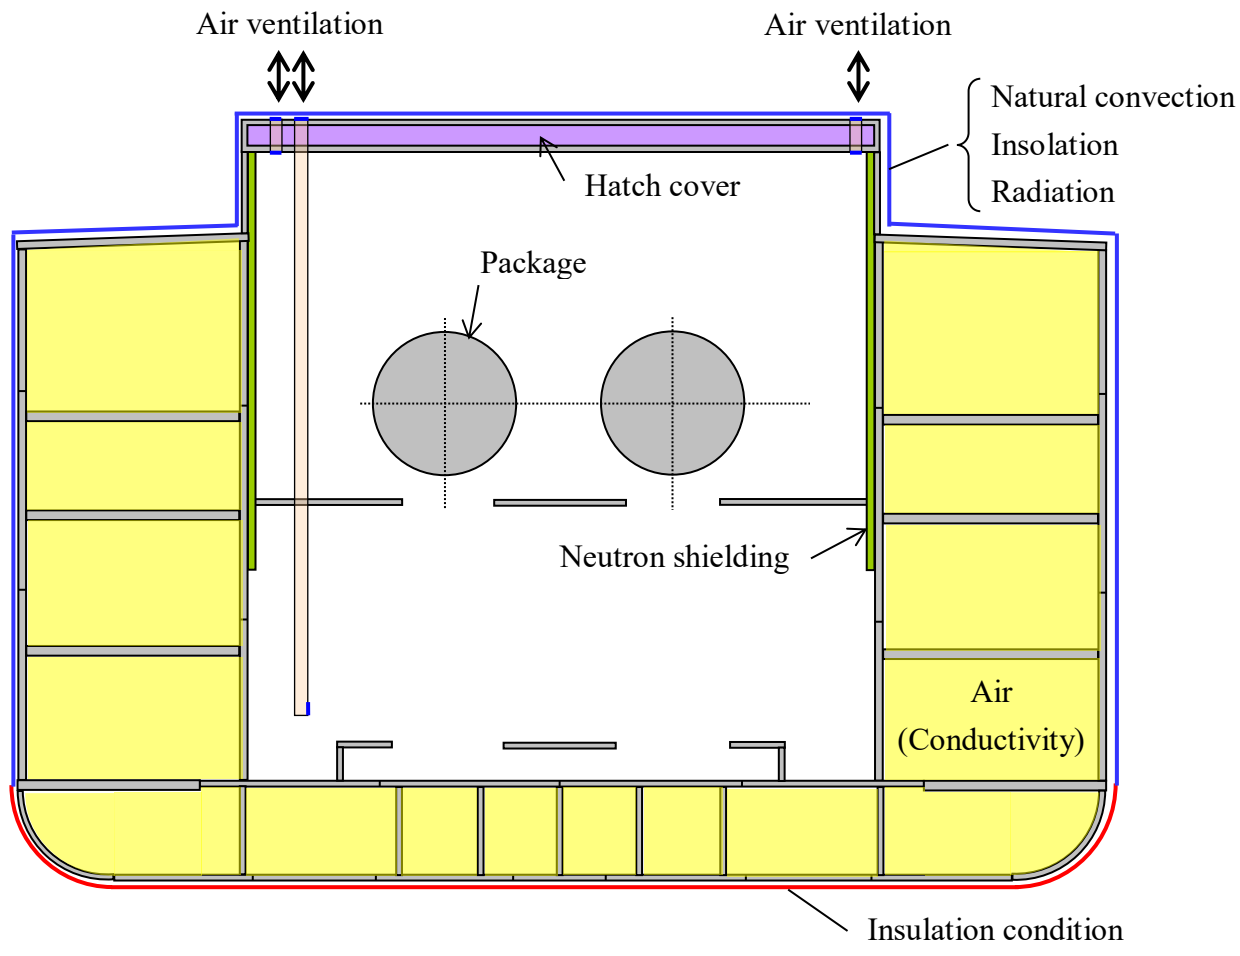 Air ventilation
Air ventilation
Natural convection
Insolation
Radiation
Hatch cover
Package
Neutron shielding
Air
(Conductivity)
Insulation condition